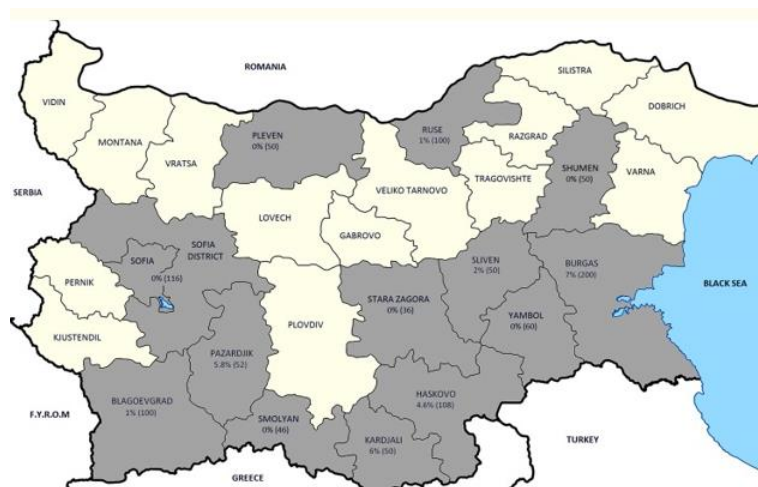 ROMANIA
SILISTRA
VIDIN
DOBRICH
PLEVEN
0% (50)
RUSE
1% (100)
RAZGRAD
MONTANA
VRATSA
SHUMEN
0% (50)
VARNA
TRAGOVISHTE
VELIKO TARNOVO
SERBIA
LOVECH
GABROVO
SOFIA
DISTRICT
SOFIA
0% (116)
SLIVEN
2% (50)
BURGAS
7% (200)
PERNIK
BLACK SEA
STARA ZAGORA
0% (36)
YAMBOL
0% (60)
PLOVDIV
KJUSTENDIL
PAZARDJIK
5.8% (52)
HASKOVO
4.6% (108)
BLAGOEVGRAD
1% (100)
F.Y.R.O.M
SMOLYAN
0% (46)
KARDJALI
6% (50)
TURKEY
GREECE